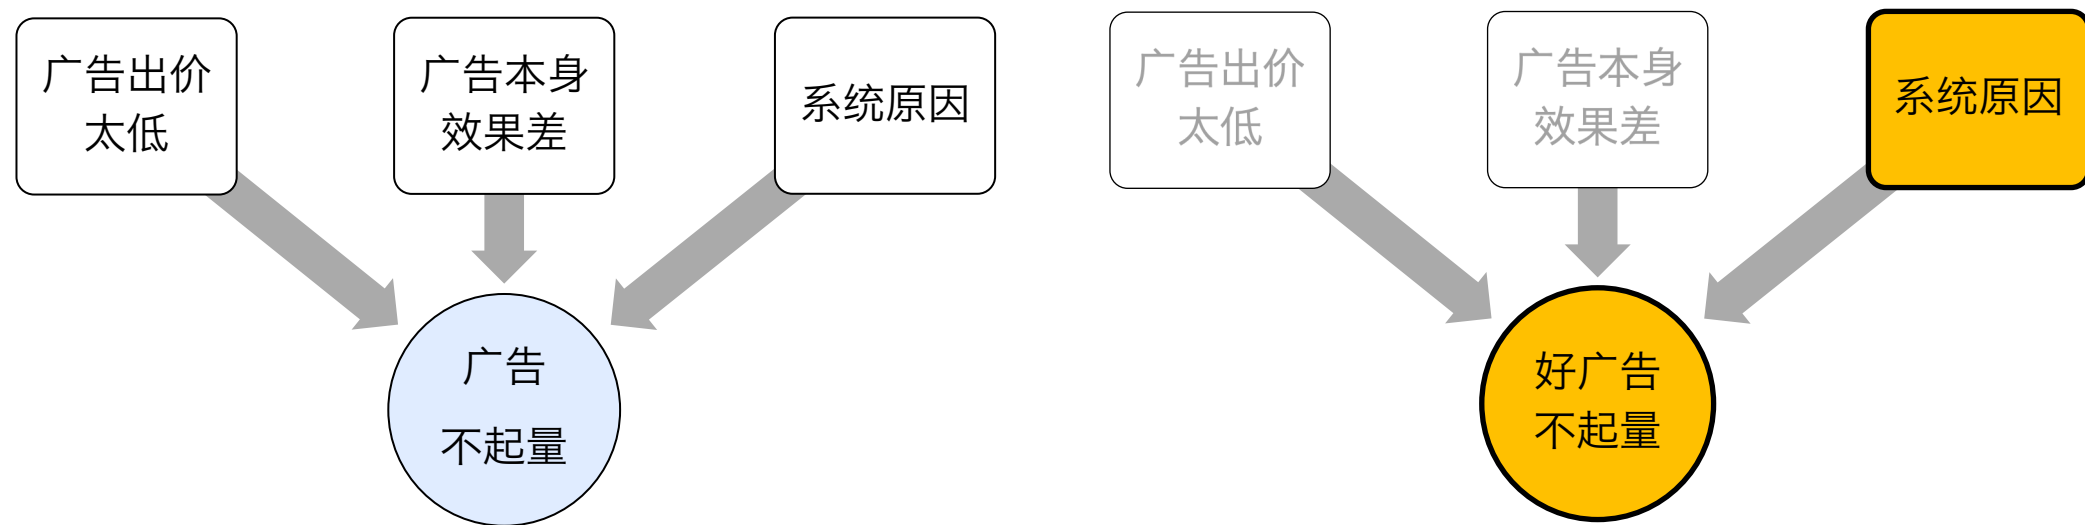 广告出价
太低
广告本身
效果差
系统原因
广告
不起量
广告出价
太低
广告本身
效果差
系统原因
好广告
不起量